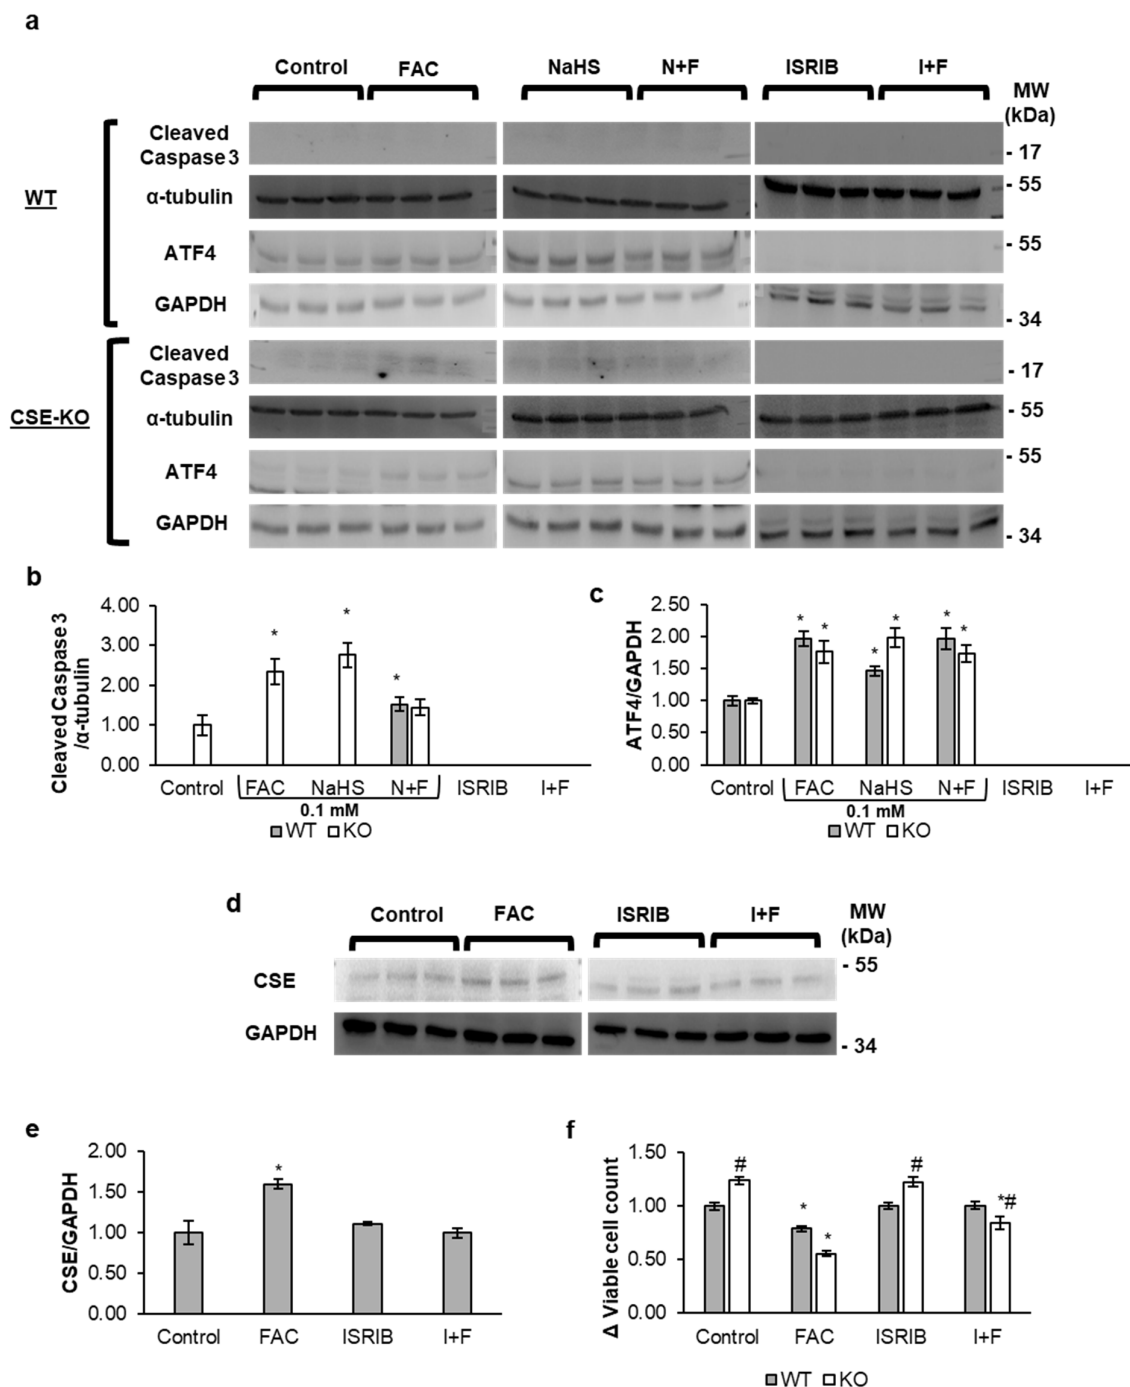 a
Control FAC NaHS N+F ISRIB I+F
MW
(kDa)
WT
Cleaved
Caspase 3
- 17
α-tubulin
- 55
ATF4
- 55
GAPDH
- 34
CSE-KO
Cleaved
Caspase 3
- 17
α-tubulin
- 55
ATF4
- 55
GAPDH
- 34
b
Cleaved Caspase 3
/α-tubulin
4.00
3.00
2.00
1.00
0.00
* * *
Control FAC NaHS N+F ISRIB I+F
0.1 mM
WT KO
c
ATF4/GAPDH
2.50
2.00
1.50
1.00
0.50
0.00
* * * * * *
Control FAC NaHS N+F ISRIB I+F
0.1 mM
WT KO
d
Control FAC ISRIB I+F
MW
(kDa)
CSE
- 55
GAPDH
- 34
e
CSE/GAPDH
2.00
1.50
1.00
0.50
0.00
*
Control FAC ISRIB I+F
f
Δ Viable cell count
1.50
1.00
0.50
0.00
# * * # *#
Control FAC ISRIB I+F
WT KO